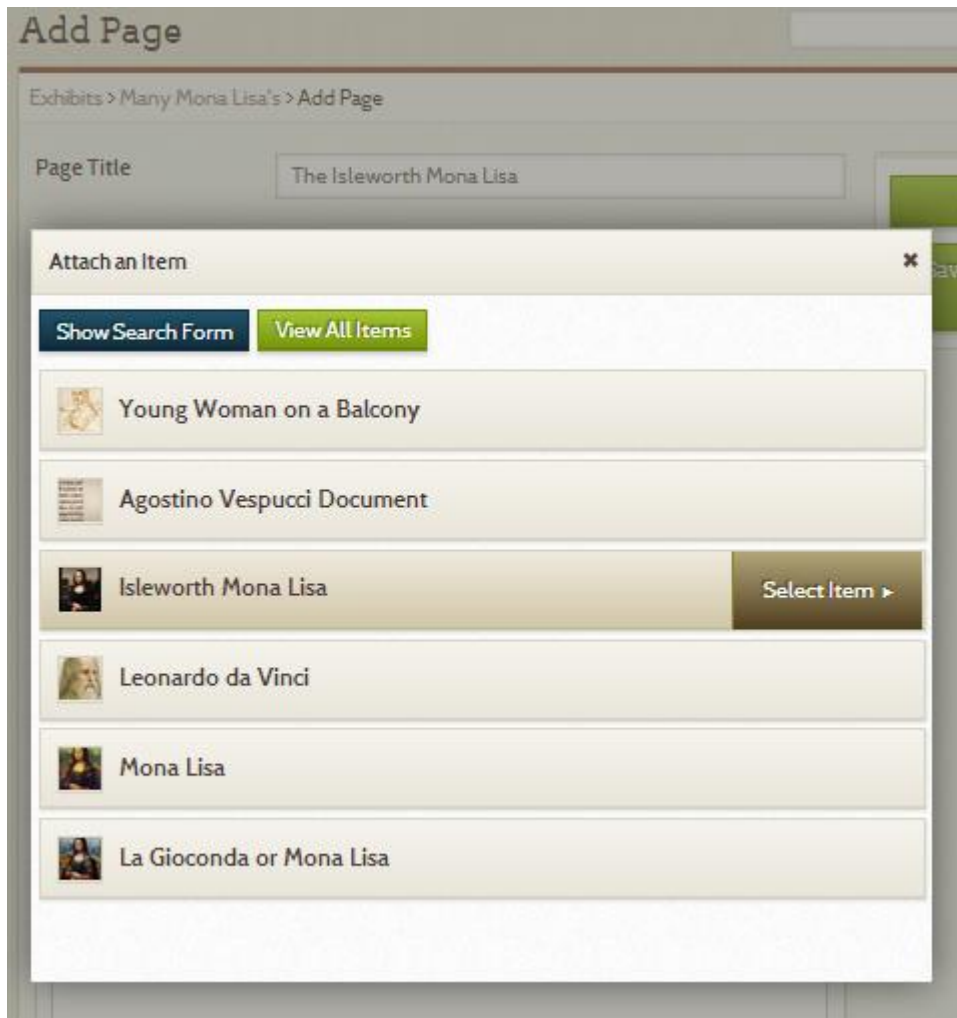 Add Page
Exhibits > Many Mona Lisa's > Add Page
Page Title
The Isleworth Mona Lisa
Attach an Item
Show Search Form
View All Items
Young Woman on a Balcony
Agostino Vespucci Document
Isleworth Mona Lisa
Select Item
Leonardo da Vinci
Mona Lisa
La Gioconda or Mona Lisa